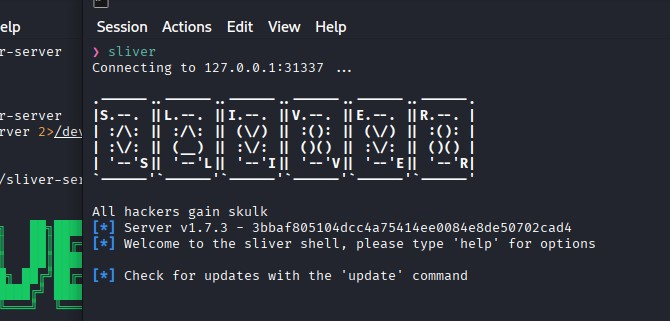 elp
Session Actions Edit View Help
r-server
❯ sliver
Connecting to 127.0.0.1:31337 ...
.------..------..------..------..------..------.
|S.--. ||L.--. ||I.--. ||V.--. ||E.--. ||R.--. |
| :/\: || :/\: || (\/) || :(): || (\/) || :(): |
| :\/: || (__) || :\/: || ()() || :\/: || ()() |
| '--'S|| '--'L|| '--'I|| '--'V|| '--'E|| '--'R|
`------'`------'`------'`------'`------'`------'
r-server
rver 2>/dev
/sliver-ser
All hackers gain skulk
[*] Server v1.7.3 - 3bbaf805104dcc4a75414ee0084e8de50702cad4
[*] Welcome to the sliver shell, please type 'help' for options
[*] Check for updates with the 'update' command